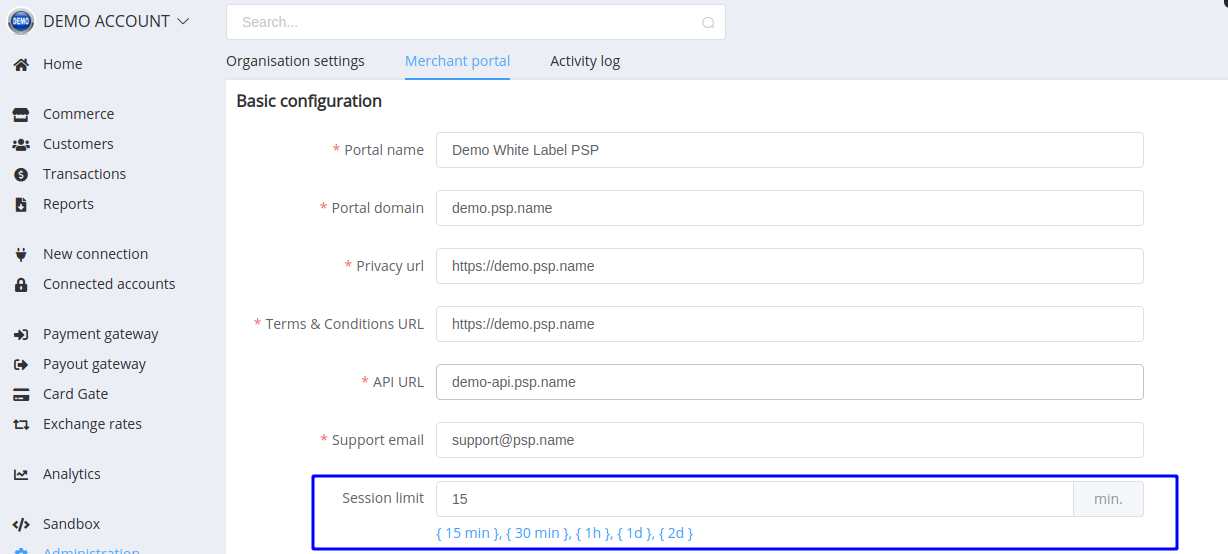 DEMO
DEMO ACCOUNT
Search...
Home
Commerce
Customers
Transactions
Reports
New connection
Connected accounts
Payment gateway
Payout gateway
Card Gate
Exchange rates
Analytics
Sandbox
Administration
Organisation settings Merchant portal Activity log
Basic configuration
* Portal name Demo White Label PSP
* Portal domain demo.psp.name
* Privacy url https://demo.psp.name
* Terms & Conditions URL https://demo.psp.name
* API URL demo-api.psp.name
* Support email support@psp.name
Session limit 15 min.
{ 15 min }, { 30 min }, { 1h }, { 1d }, { 2d }